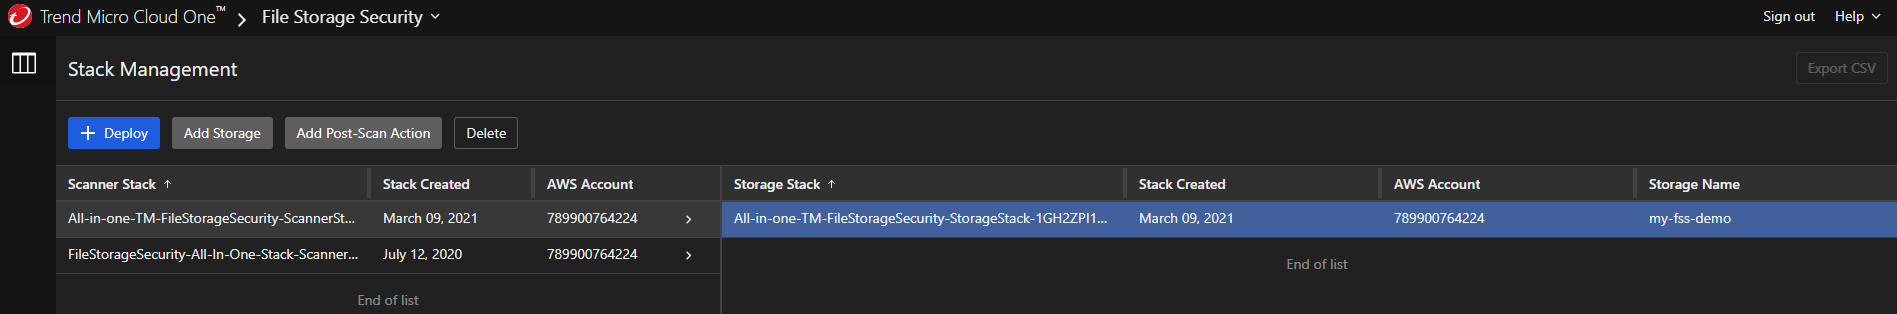 Trend Micro Cloud One™ > File Storage Security
Sign out Help
Stack Management
Export CSV
+ Deploy Add Storage Add Post-Scan Action Delete
Scanner Stack ↑ Stack Created AWS Account
All-in-one-TM-FileStorageSecurity-ScannerSt... March 09, 2021 789900764224 >
FileStorageSecurity-All-In-One-Stack-Scanner... July 12, 2020 789900764224 >
End of list
Storage Stack ↑ Stack Created AWS Account Storage Name
All-in-one-TM-FileStorageSecurity-StorageStack-1GH2ZPI1... March 09, 2021 789900764224 my-fss-demo
End of list